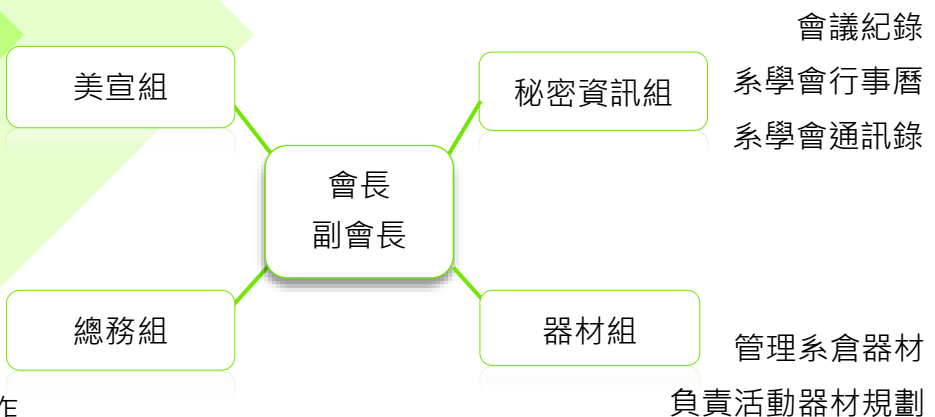 會議紀錄
美宣組
秘密資訊組
系學會行事曆
系學會通訊錄
會長
副會長
總務組
器材組
管理系倉器材
作
負責活動器材規劃